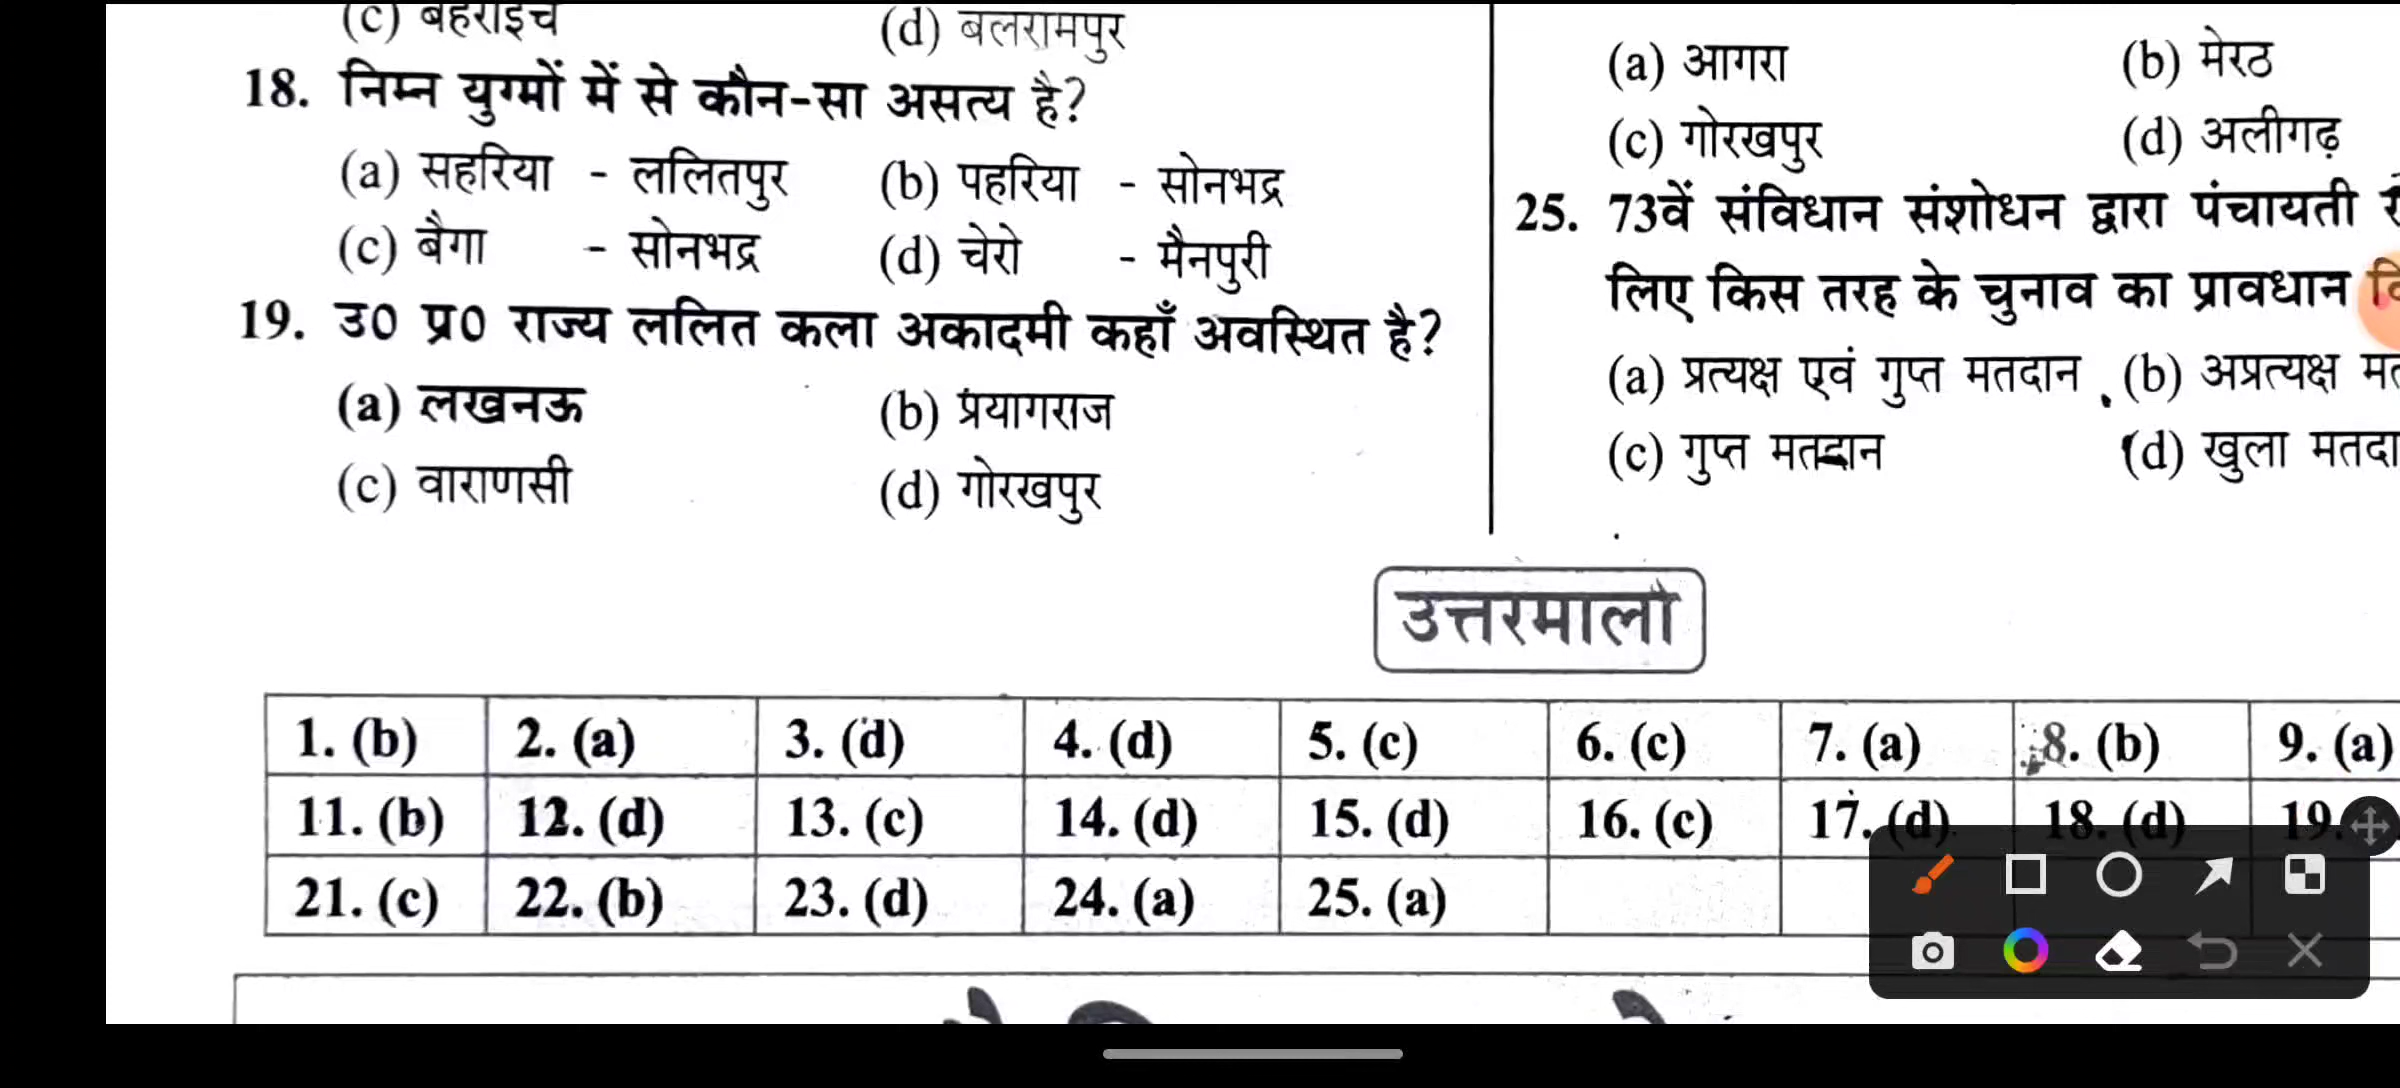 (c) बहराइच (d) बलरामपुर
18. निम्न युग्मों में से कौन-सा असत्य है?
(a) सहरिया - ललितपुर (b) पहरिया - सोनभद्र
(c) बैगा - सोनभद्र (d) चेरो - मैनपुरी
19. उ0 प्र0 राज्य ललित कला अकादमी कहाँ अवस्थित है?
(a) लखनऊ (b) प्रयागराज
(c) वाराणसी (d) गोरखपुर
(a) आगरा (b) मेरठ
(c) गोरखपुर (d) अलीगढ़
25. 73वें संविधान संशोधन द्वारा पंचायती
लिए किस तरह के चुनाव का प्रावधान
(a) प्रत्यक्ष एवं गुप्त मतदान (b) अप्रत्यक्ष
(c) गुप्त मतदान (d) खुला
उत्तरमाला
1. (b) 2. (a) 3. (d) 4. (d) 5. (c) 6. (c) 7. (a) 8. (b) 9. (a)
11. (b) 12. (d) 13. (c) 14. (d) 15. (d) 16. (c) 17. (d) 18. (d) 19.
21. (c) 22. (b) 23. (d) 24. (a) 25. (a)